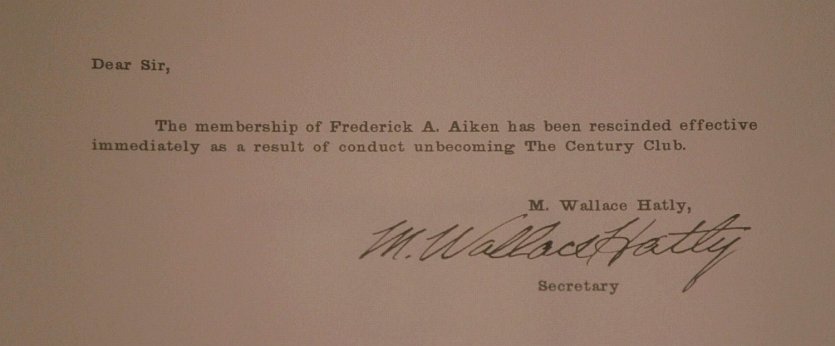 Dear Sir,
The membership of Frederick A. Aiken has been rescinded effective
immediately as a result of conduct unbecoming The Century Club.
M. Wallace Hatly,
M. Wallace Hatly
Secretary